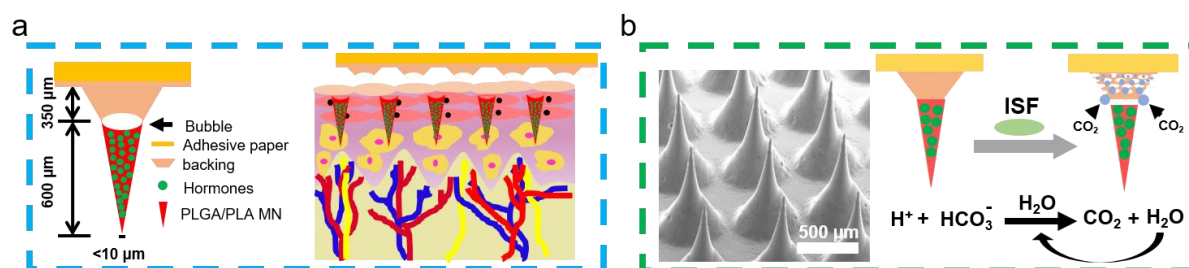 a
350 μm
600 μm
<10 μm
Bubble
Adhesive paper
backing
Hormones
PLGA/PLA MN
b
500 μm
ISF
CO₂
CO₂
H⁺ + HCO₃⁻
H₂O
CO₂ + H₂O